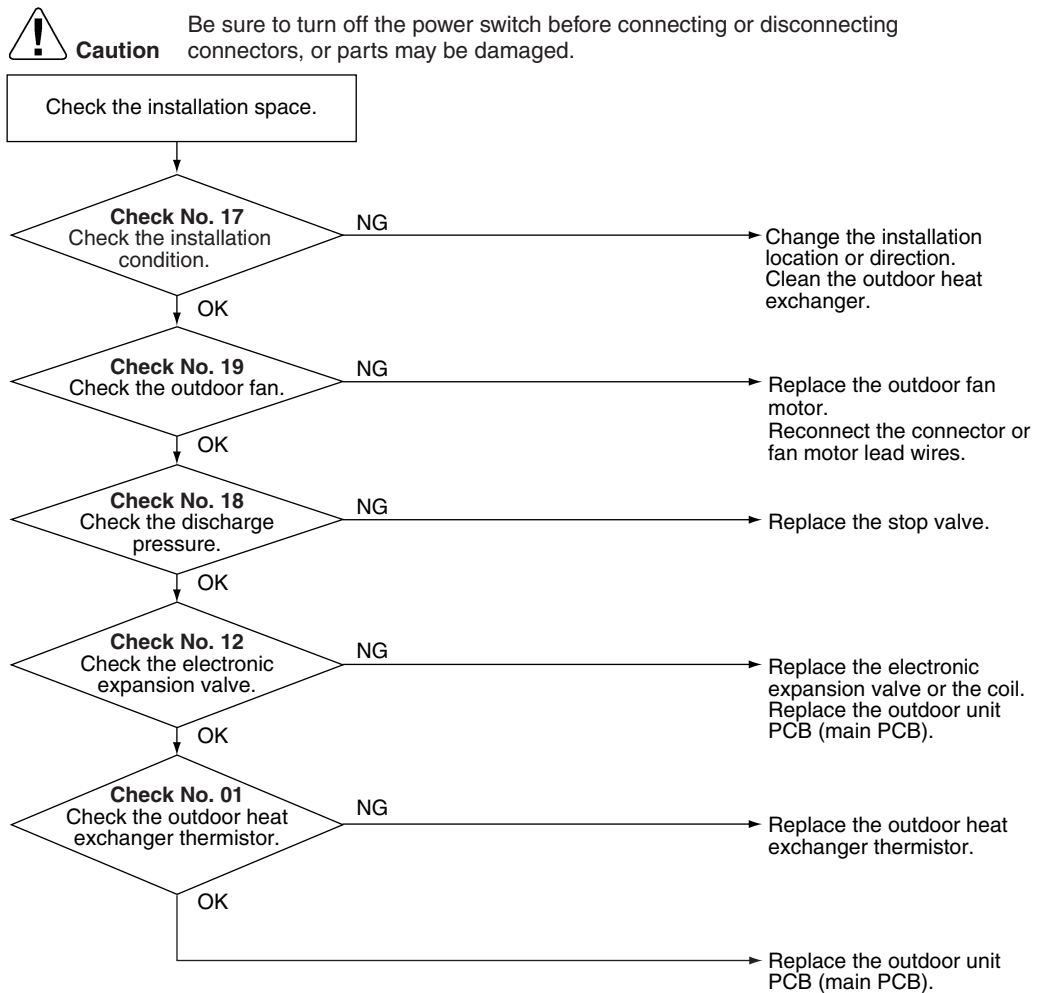 Be sure to turn off the power switch before connecting or disconnecting
Caution connectors, or parts may be damaged.
Check the installation space.
Check No. 17
Check the installation
condition.
NG
Change the installation
location or direction.
Clean the outdoor heat
exchanger.
OK
Check No. 19
Check the outdoor fan.
NG
Replace the outdoor fan
motor.
Reconnect the connector or
fan motor lead wires.
OK
Check No. 18
Check the discharge
pressure.
NG
Replace the stop valve.
OK
Check No. 12
Check the electronic
expansion valve.
NG
Replace the electronic
expansion valve or the coil.
Replace the outdoor unit
PCB (main PCB).
OK
Check No. 01
Check the outdoor heat
exchanger thermistor.
NG
Replace the outdoor heat
exchanger thermistor.
OK
Replace the outdoor unit
PCB (main PCB).